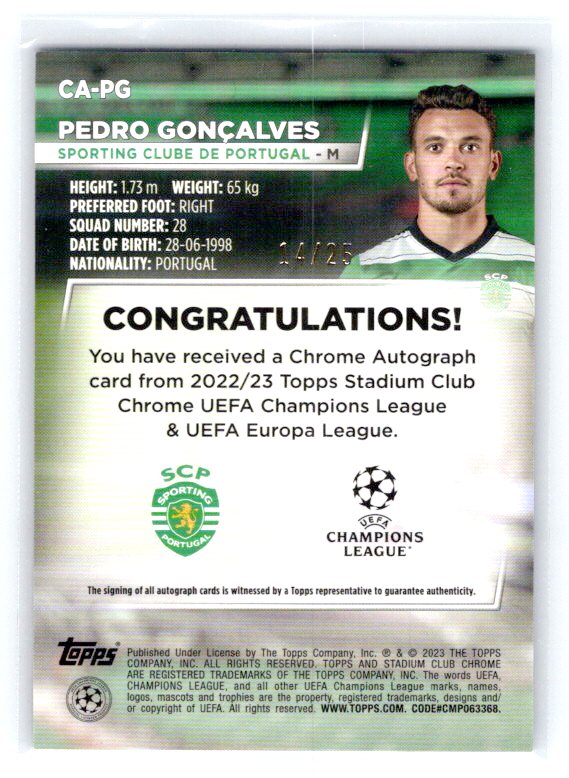 CA-PG
PEDRO GONÇALVES
SPORTING CLUBE DE PORTUGAL - M
HEIGHT: 1.73 m WEIGHT: 65 kg
PREFERRED FOOT: RIGHT
SQUAD NUMBER: 28
DATE OF BIRTH: 28-06-1998
NATIONALITY: PORTUGAL
14/25
SCP
CONGRATULATIONS!
You have received a Chrome Autograph
card from 2022/23 Topps Stadium Club
Chrome UEFA Champions League
& UEFA Europa League.
SCP
SPORTING
PORTUGAL
UEFA
CHAMPIONS
LEAGUE
The signing of all autograph cards is witnessed by a Topps representative to guarantee authenticity.
topps
Published Under License by The Topps Company, Inc. ® & © 2023 THE TOPPS
COMPANY, INC. ALL RIGHTS RESERVED. TOPPS AND STADIUM CLUB CHROME
ARE REGISTERED TRADEMARKS OF THE TOPPS COMPANY, INC. The words UEFA,
CHAMPIONS LEAGUE, and all other UEFA Champions League marks, names,
logos, mascots and trophies are the property, registered trademarks, designs and/
or copyright of UEFA. All rights reserved. WWW.TOPPS.COM. CODE#CMP063368.